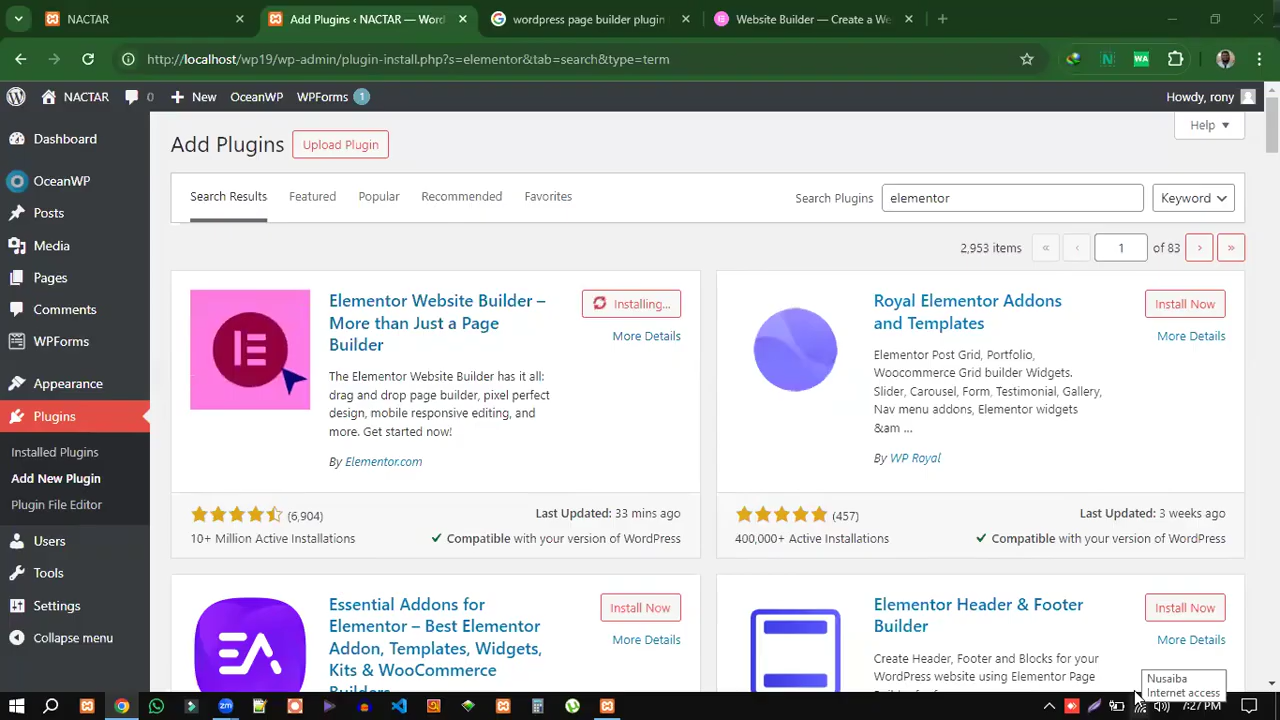 NACTAR
Add Plugins ‹ NACTAR — Word
wordpress page builder plugin
Website Builder — Create a We
http://localhost/wp19/wp-admin/plugin-install.php?s=elementor&tab=search&type=term
WA
NACTAR
0
New
OceanWP
WPForms 1
Howdy, rony
Dashboard
OceanWP
Posts
Media
Pages
Comments
WPForms
Appearance
Plugins
Installed Plugins
Add New Plugin
Plugin File Editor
Users
Tools
Settings
Collapse menu
Help
Add Plugins
Upload Plugin
Search Results
Featured
Popular
Recommended
Favorites
Search Plugins
elementor
Keyword
2,953 items
«
‹
1
of 83
›
»
Elementor Website Builder –
More than Just a Page
Builder
Installing...
More Details
The Elementor Website Builder has it all:
drag and drop page builder, pixel perfect
design, mobile responsive editing, and
more. Get started now!
By Elementor.com
(6,904)
10+ Million Active Installations
Last Updated: 33 mins ago
Compatible with your version of WordPress
Royal Elementor Addons
and Templates
Install Now
More Details
Elementor Post Grid, Portfolio,
Woocommerce Grid builder Widgets.
Slider, Carousel, Form, Testimonial, Gallery,
Nav menu addons, Elementor widgets
&am ...
By WP Royal
(457)
400,000+ Active Installations
Last Updated: 3 weeks ago
Compatible with your version of WordPress
Essential Addons for
Elementor – Best Elementor
Addon, Templates, Widgets,
Kits & WooCommerce
Builders
Install Now
More Details
Elementor Header & Footer
Builder
Install Now
More Details
Create Header, Footer and Blocks for your
WordPress website using Elementor Page
Nusaiba
Internet access
7:27 PM